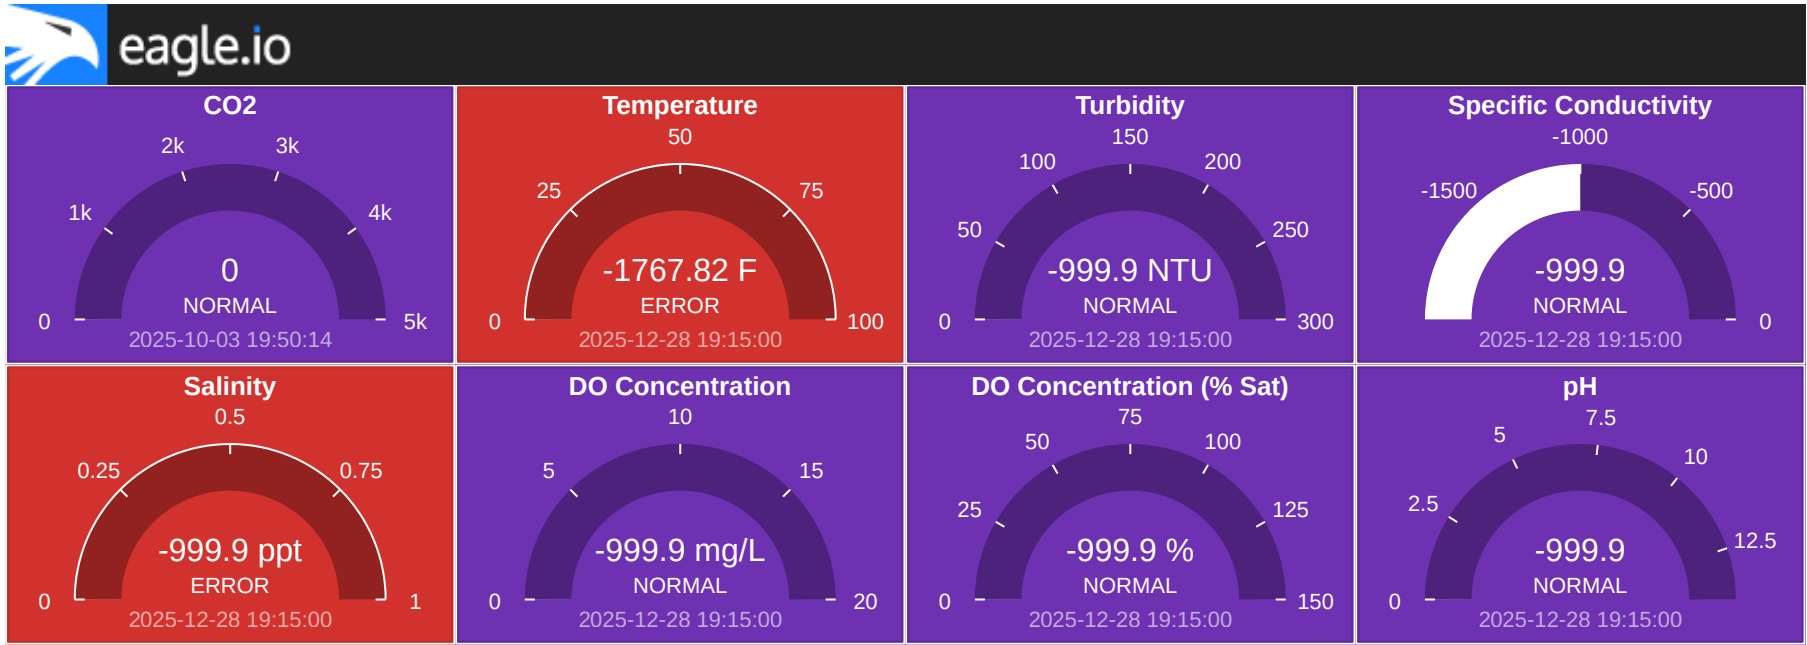 eagle.io
CO2
2k
3k
1k
4k
0
NORMAL
0
5k
2025-10-03 19:50:14
Temperature
50
25
75
-1767.82 F
ERROR
0
100
2025-12-28 19:15:00
Turbidity
150
100
200
50
250
-999.9 NTU
NORMAL
0
300
2025-12-28 19:15:00
Specific Conductivity
-1000
-1500
-500
-999.9
NORMAL
0
2025-12-28 19:15:00
Salinity
0.5
0.25
0.75
-999.9 ppt
ERROR
0
1
2025-12-28 19:15:00
DO Concentration
10
5
15
-999.9 mg/L
NORMAL
0
20
2025-12-28 19:15:00
DO Concentration (% Sat)
75
50
100
25
125
-999.9 %
NORMAL
0
150
2025-12-28 19:15:00
pH
7.5
5
10
2.5
12.5
-999.9
NORMAL
0
2025-12-28 19:15:00